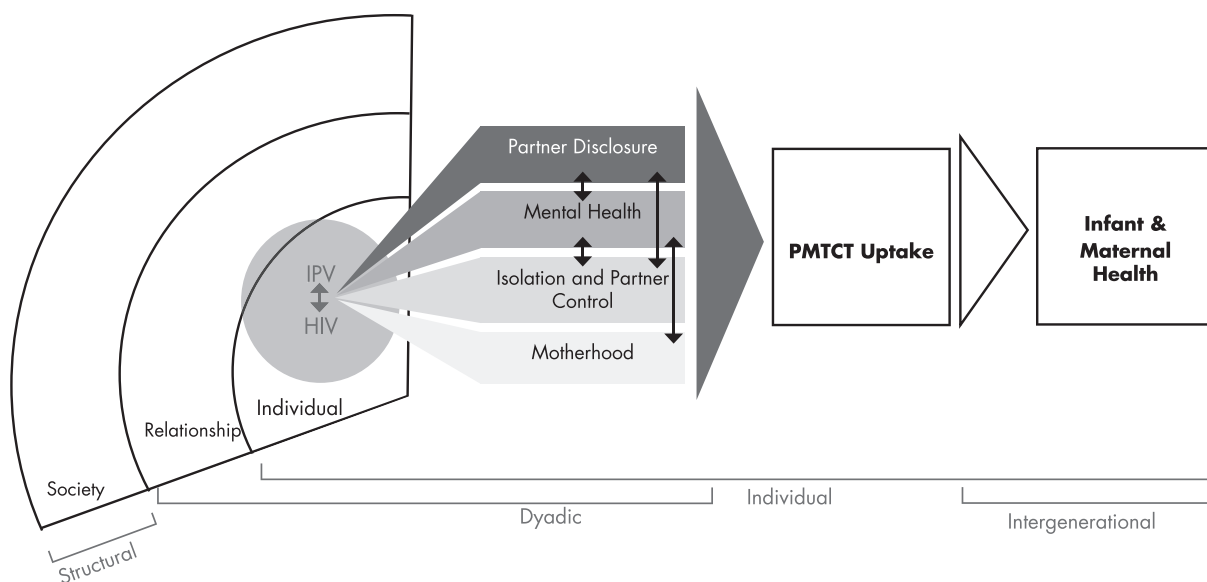 Partner Disclosure
Mental Health
Isolation and Partner
Control
Motherhood
IPV
HIV
Individual
Relationship
Society
PMTCT Uptake
Infant &
Maternal
Health
Individual
Dyadic
Intergenerational
Structural